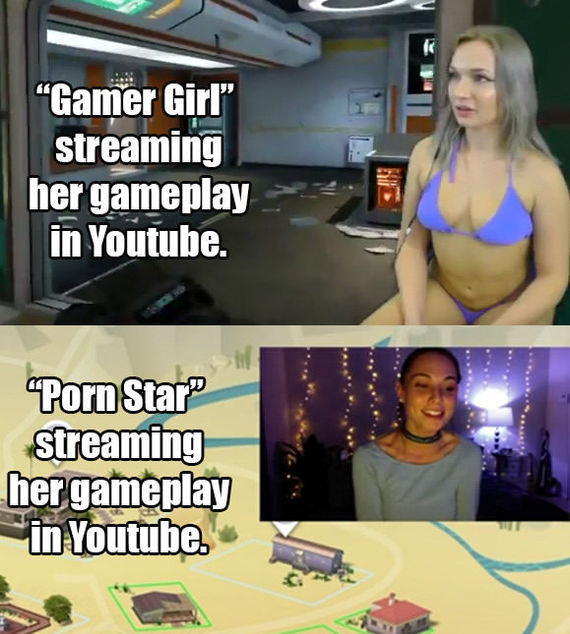 “Gamer Girl”
streaming
her gameplay
in Youtube.
“Porn Star”
streaming
her gameplay
in Youtube.